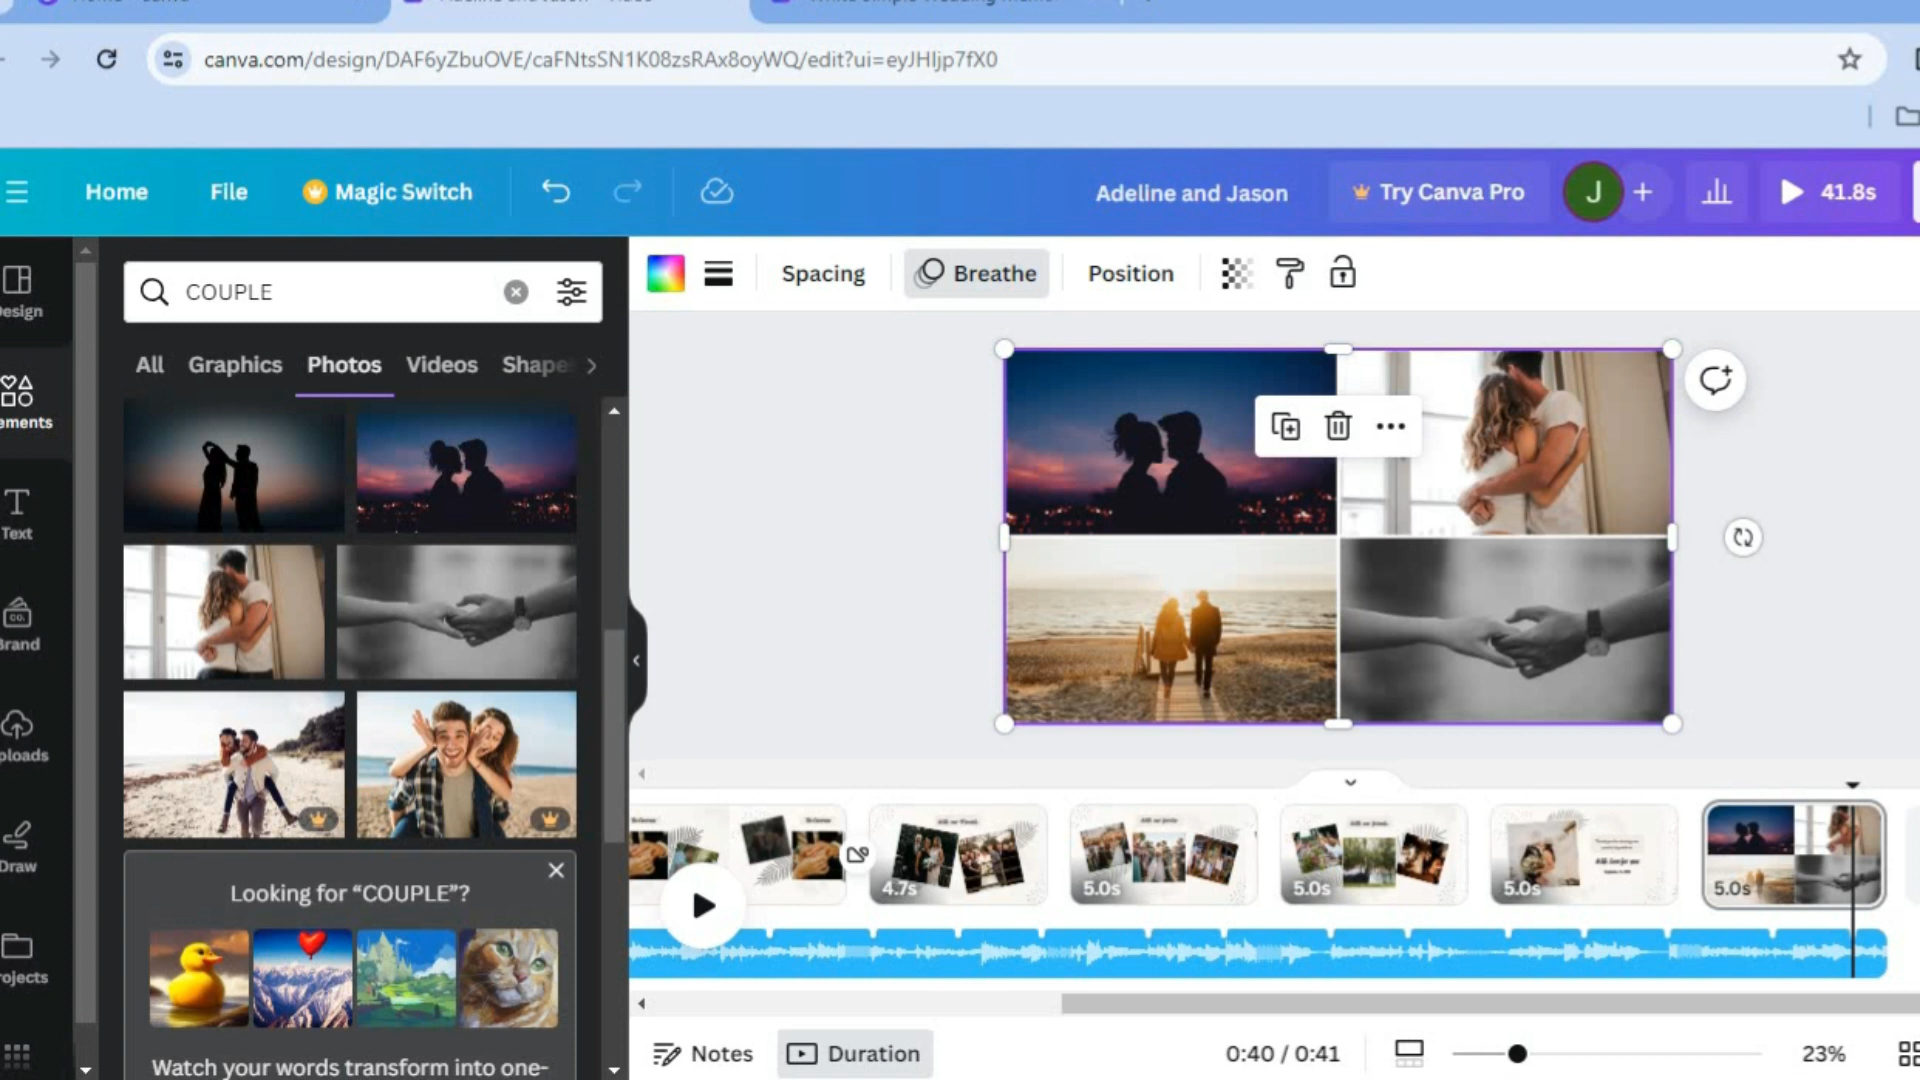 canva.com/design/DAF6yZbuOVE/caFNtsSN1K08zsRAx8oyWQ/edit?ui=eyJHIjp7fX0
Home File Magic Switch Adeline and Jason Try Canva Pro J + 41.8s
COUPLE
Spacing Breathe Position
All Graphics Photos Videos Shape
esign
ements
Text
Brand
ploads
Draw
rojects
CO.
Looking for “COUPLE”?
Watch your words transform into one-
4.7s 5.0s 5.0s 5.0s 5.0s
Notes Duration 0:40 / 0:41 23%